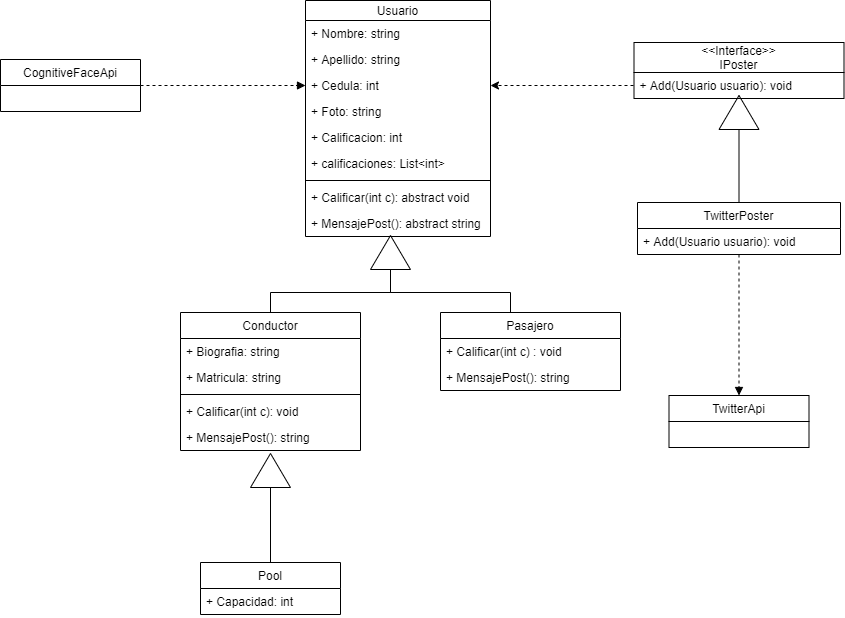 Usuario
+ Nombre: string
+ Apellido: string
+ Cedula: int
+ Foto: string
+ Calificacion: int
+ calificaciones: List<int>
+ Calificar(int c): abstract void
+ MensajePost(): abstract string
CognitiveFaceApi
<<Interface>>
IPoster
+ Add(Usuario usuario): void
TwitterPoster
+ Add(Usuario usuario): void
Conductor
+ Biografia: string
+ Matricula: string
+ Calificar(int c): void
+ MensajePost(): string
Pasajero
+ Calificar(int c) : void
+ MensajePost(): string
TwitterApi
Pool
+ Capacidad: int